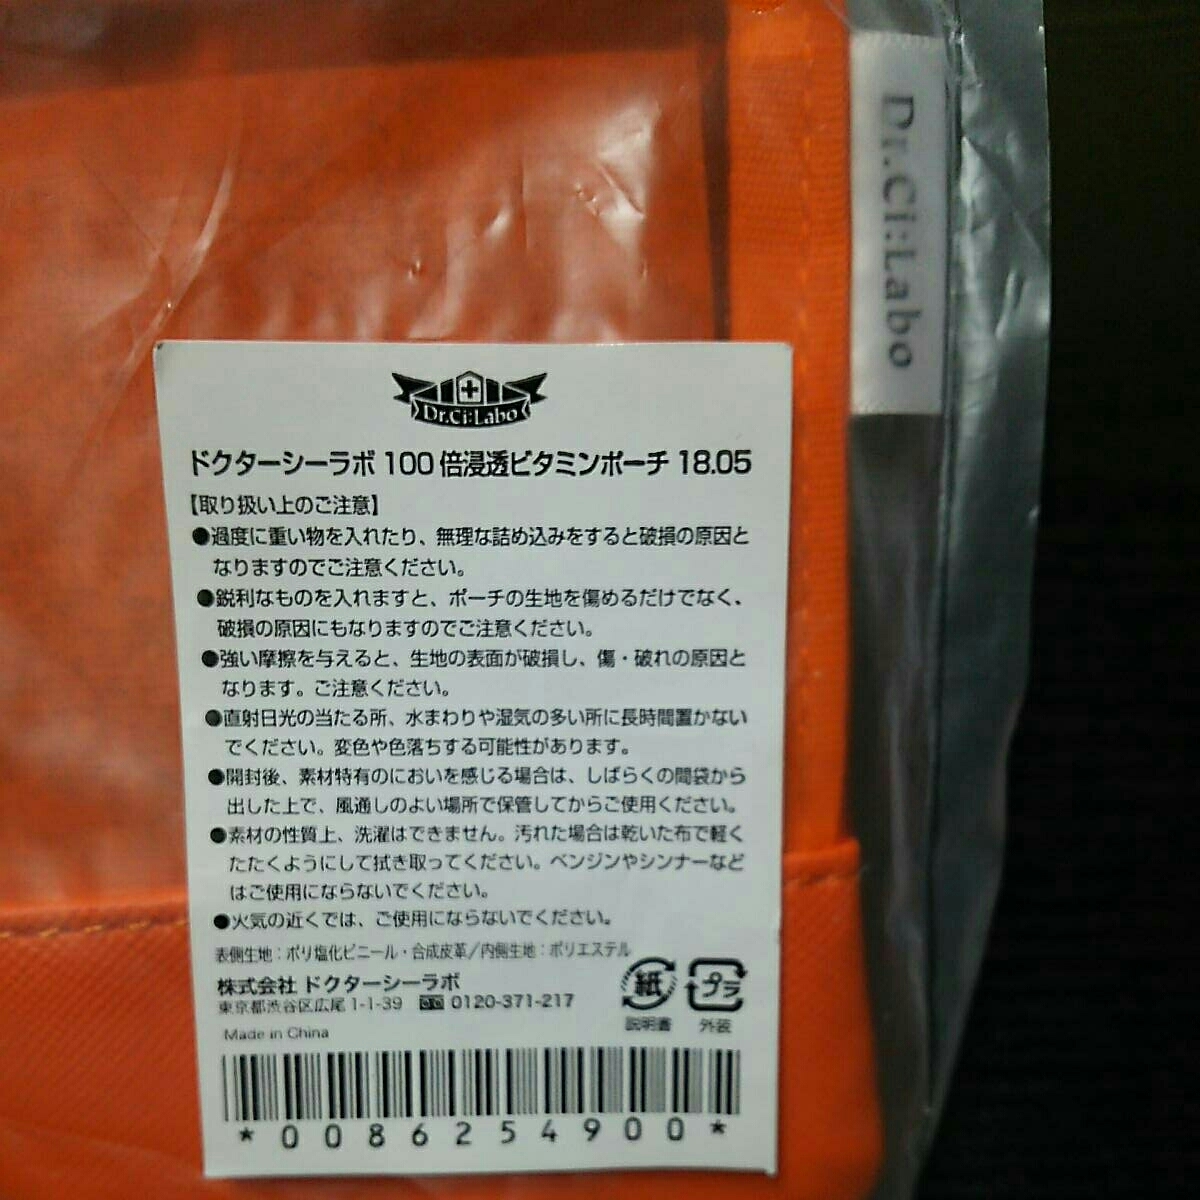 Dr.Ci:Labo
Dr.Ci:Labo
ドクターシーラボ 100倍浸透ビタミンポーチ 18.05
【取り扱い上のご注意】
●過度に重い物を入れたり、無理な詰め込みをすると破損の原因と
なりますのでご注意ください。
●鋭利なものを入れますと、ポーチの生地を傷めるだけでなく、
破損の原因にもなりますのでご注意ください。
●強い摩擦を与えると、生地の表面が破損し、傷・破れの原因と
なります。ご注意ください。
●直射日光の当たる所、水まわりや湿気の多い所に長時間置かない
でください。変色や色落ちする可能性があります。
●開封後、素材特有のにおいを感じる場合は、しばらくの間袋から
出した上で、風通しのよい場所で保管してからご使用ください。
●素材の性質上、洗濯はできません。汚れた場合は乾いた布で軽く
たたくようにして拭き取ってください。ベンジンやシンナーなど
はご使用にならないでください。
●火気の近くでは、ご使用にならないでください。
表側生地：ポリ塩化ビニール・合成皮革/内側生地：ポリエステル
株式会社 ドクターシーラボ
東京都渋谷区広尾1-1-39 0120-371-217
紙 プラ
説明書 外装
Made in China
*0086254900*